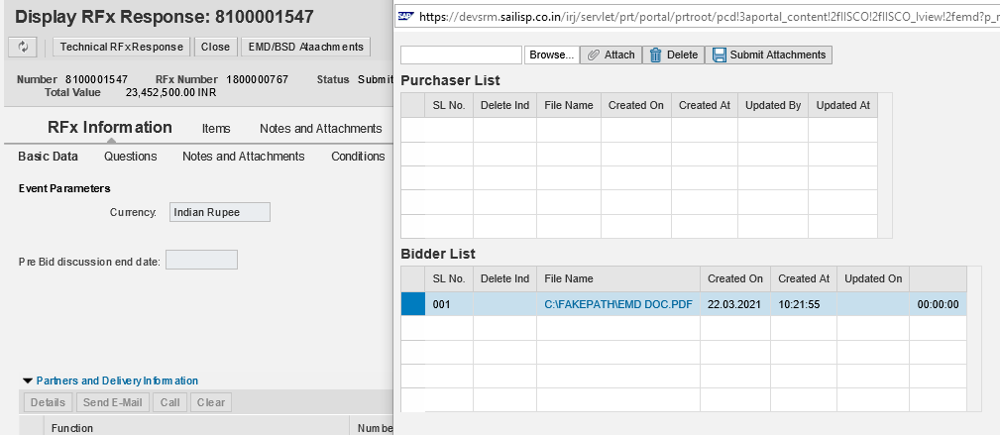 Display RFx Response: 8100001547
Technical RFxResponse Close EMD/BSD Ataachments
Number 8100001547 RFx Number 1800000767 Status Submit
Total Value 23,452,500.00 INR
RFx Information Items Notes and Attachments
Basic Data Questions Notes and Attachments Conditions
Event Parameters
Currency: Indian Rupee
Pre Bid discussion end date:
Partners and Delivery Information
Details Send E-Mail Call Clear
Function Numbe
SAP https://devsrm.sailisp.co.in/irj/servlet/prt/portal/prtroot/pcd!3aportal_content!2fIISCO!2fIISCO_Iview!2femd?p_r
Browse... Attach Delete Submit Attachments
Purchaser List
SL No. Delete Ind File Name Created On Created At Updated By Updated At
Bidder List
SL No. Delete Ind File Name Created On Created At Updated On
001 C:\FAKEPATH\EMD DOC.PDF 22.03.2021 10:21:55 00:00:00